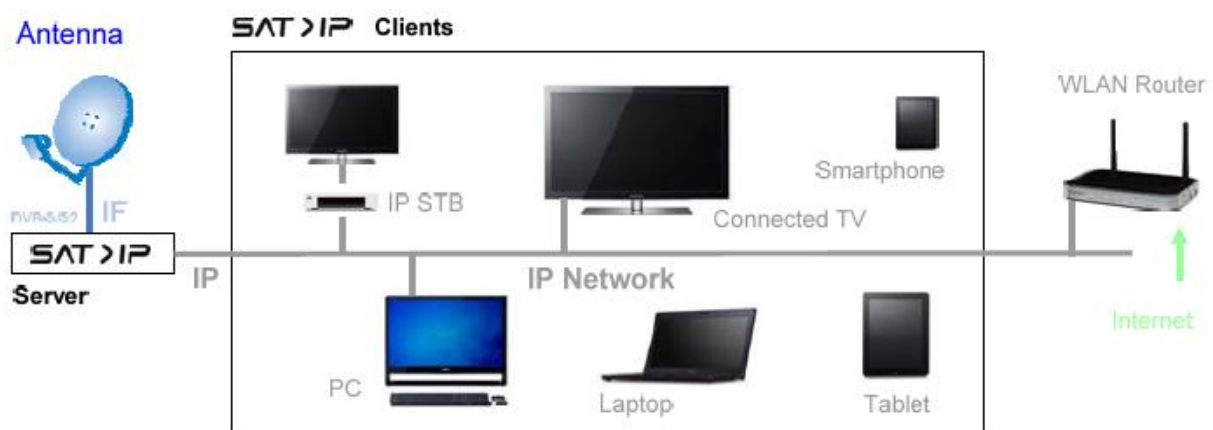 Antenna
SAT>IP Clients
WLAN Router
Smartphone
IP STB
Connected TV
IF
SAT>IP
IP
IP Network
Server
Internet
PC
Laptop
Tablet